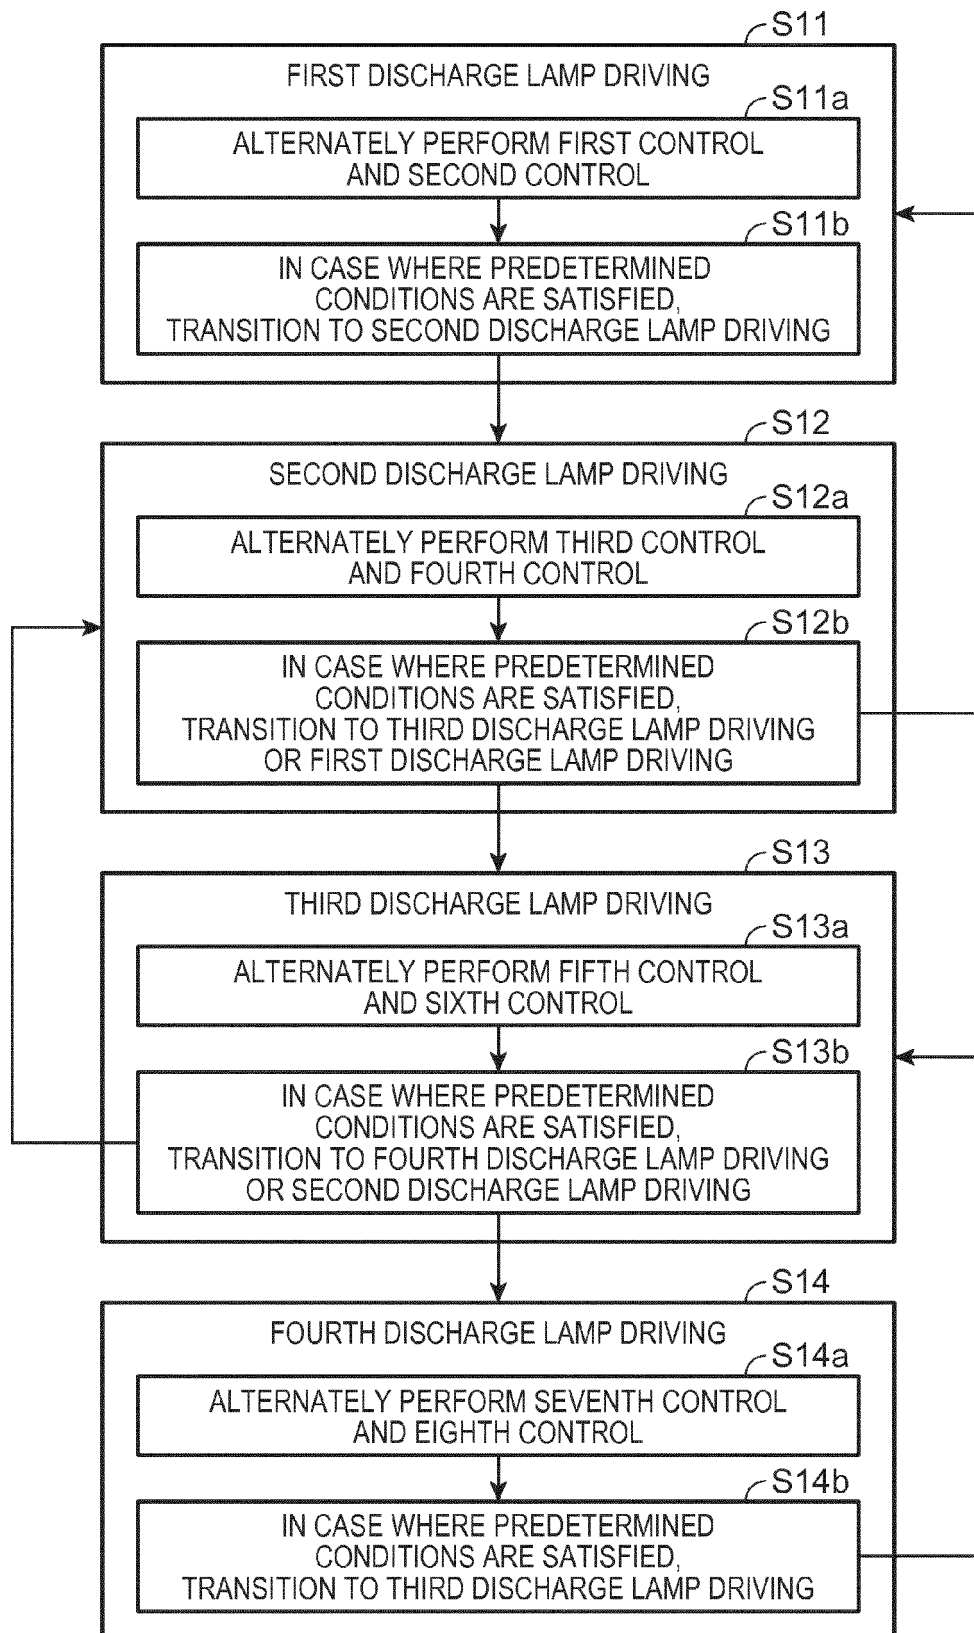 S11
FIRST DISCHARGE LAMP DRIVING
S11a
ALTERNATELY PERFORM FIRST CONTROL
AND SECOND CONTROL
S11b
IN CASE WHERE PREDETERMINED
CONDITIONS ARE SATISFIED,
TRANSITION TO SECOND DISCHARGE LAMP DRIVING
S12
SECOND DISCHARGE LAMP DRIVING
S12a
ALTERNATELY PERFORM THIRD CONTROL
AND FOURTH CONTROL
S12b
IN CASE WHERE PREDETERMINED
CONDITIONS ARE SATISFIED,
TRANSITION TO THIRD DISCHARGE LAMP DRIVING
OR FIRST DISCHARGE LAMP DRIVING
S13
THIRD DISCHARGE LAMP DRIVING
S13a
ALTERNATELY PERFORM FIFTH CONTROL
AND SIXTH CONTROL
S13b
IN CASE WHERE PREDETERMINED
CONDITIONS ARE SATISFIED,
TRANSITION TO FOURTH DISCHARGE LAMP DRIVING
OR SECOND DISCHARGE LAMP DRIVING
S14
FOURTH DISCHARGE LAMP DRIVING
S14a
ALTERNATELY PERFORM SEVENTH CONTROL
AND EIGHTH CONTROL
S14b
IN CASE WHERE PREDETERMINED
CONDITIONS ARE SATISFIED,
TRANSITION TO THIRD DISCHARGE LAMP DRIVING